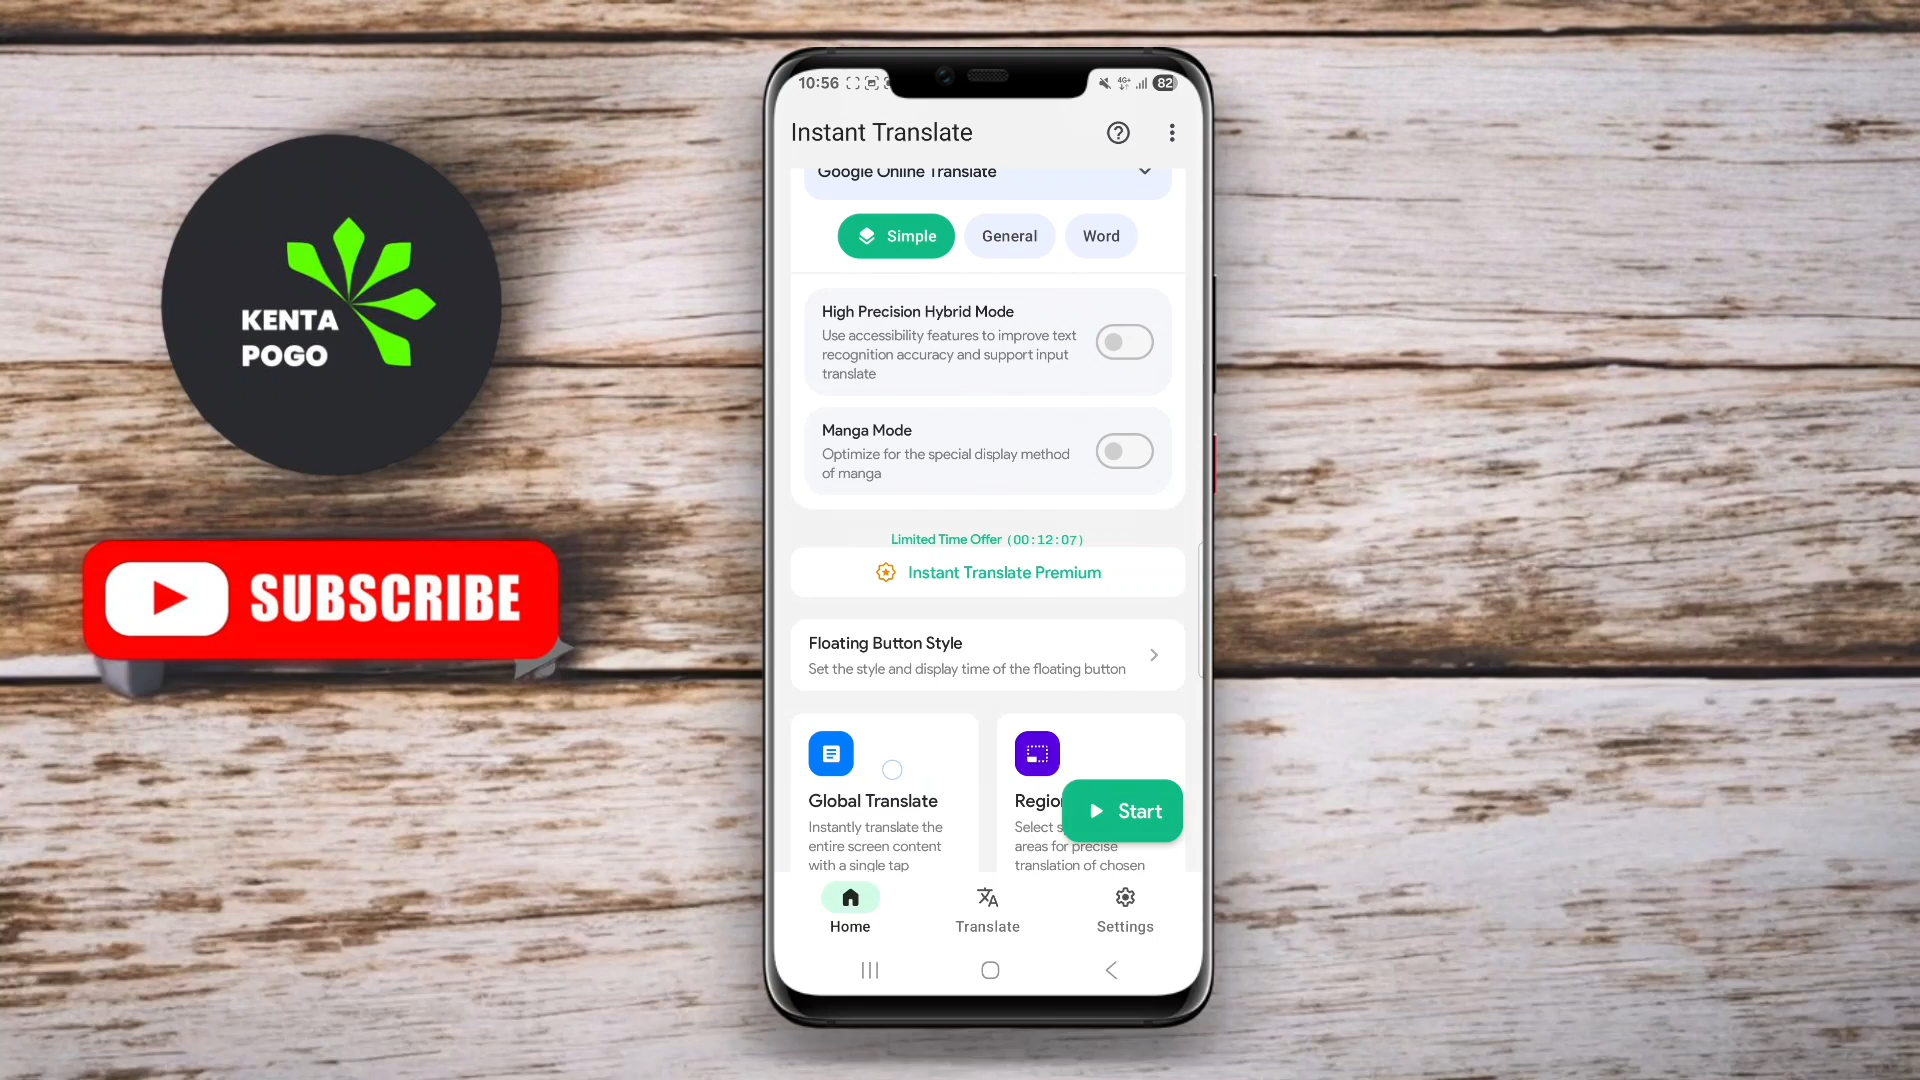 10:56
4G+
82
Instant Translate
Google Online Translate
Simple
General
Word
High Precision Hybrid Mode
Use accessibility features to improve text
recognition accuracy and support input
translate
Manga Mode
Optimize for the special display method
of manga
Limited Time Offer (00:12:07)
Instant Translate Premium
Floating Button Style
Set the style and display time of the floating button
Global Translate
Instantly translate the
entire screen content
with a single tap
Select
areas for precise
translation of chosen
Start
Home
Translate
Settings
KENTA
POGO
SUBSCRIBE